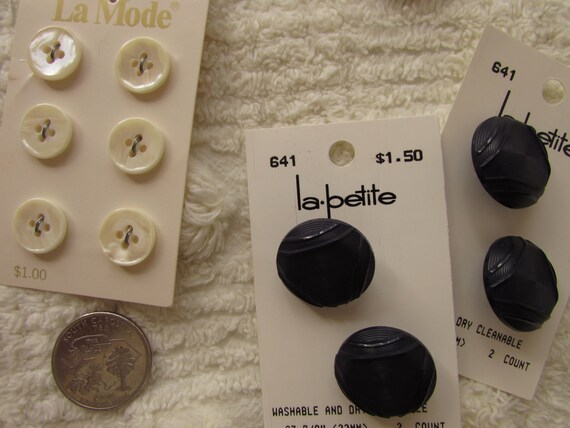 La Mode®
$1.00
641 $1.50
la·petite
WASHABLE AND
(22MM) 2 COUNT
641
la petite
DRY CLEANABLE
2 COUNT